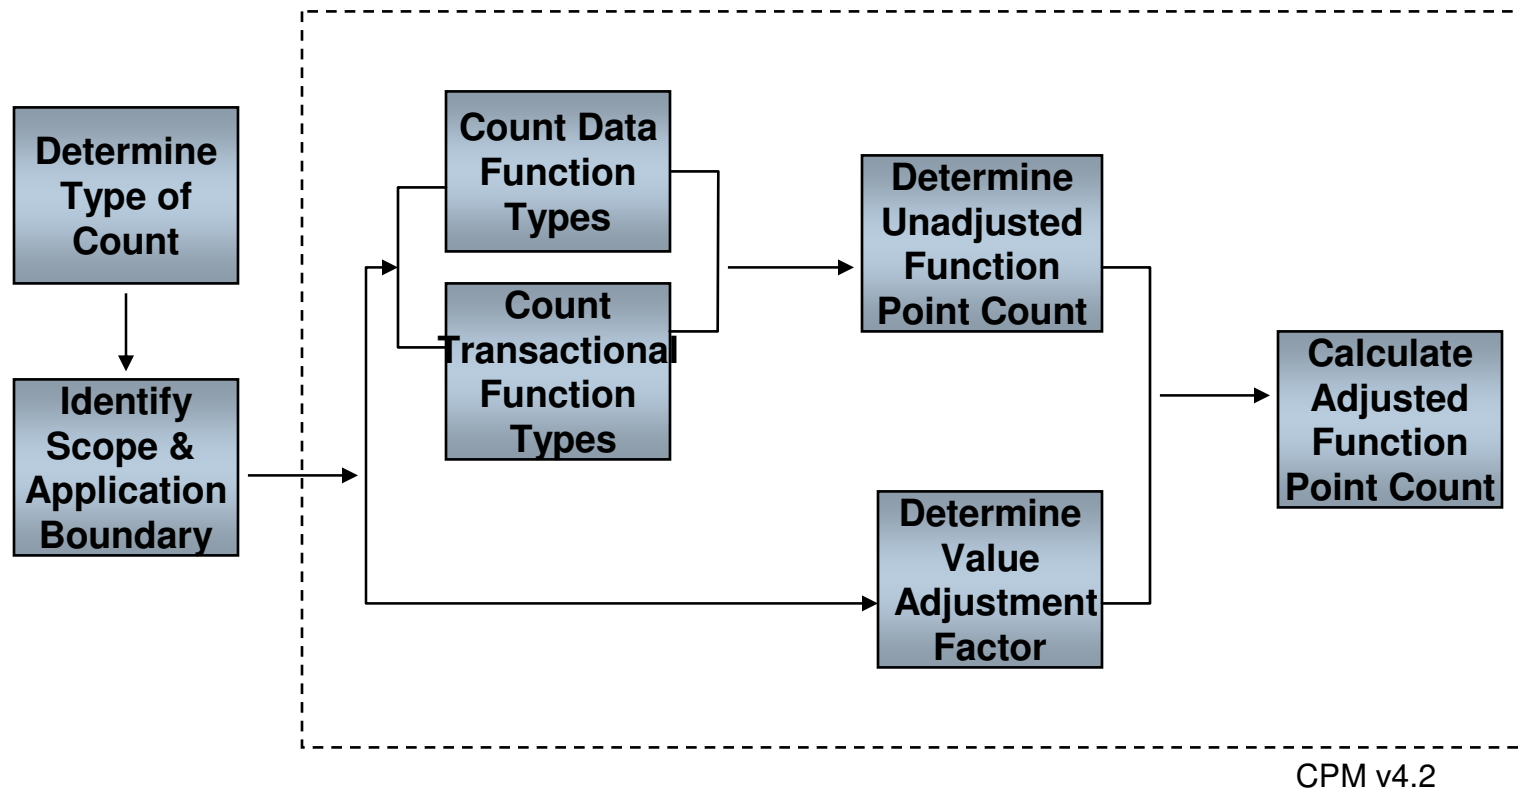 Determine
Type of
Count
Identify
Scope &
Application
Boundary
Count Data
Function
Types
Count
Transactional
Function
Types
Determine
Unadjusted
Function
Point Count
Determine
Value
Adjustment
Factor
Calculate
Adjusted
Function
Point Count
CPM v4.2